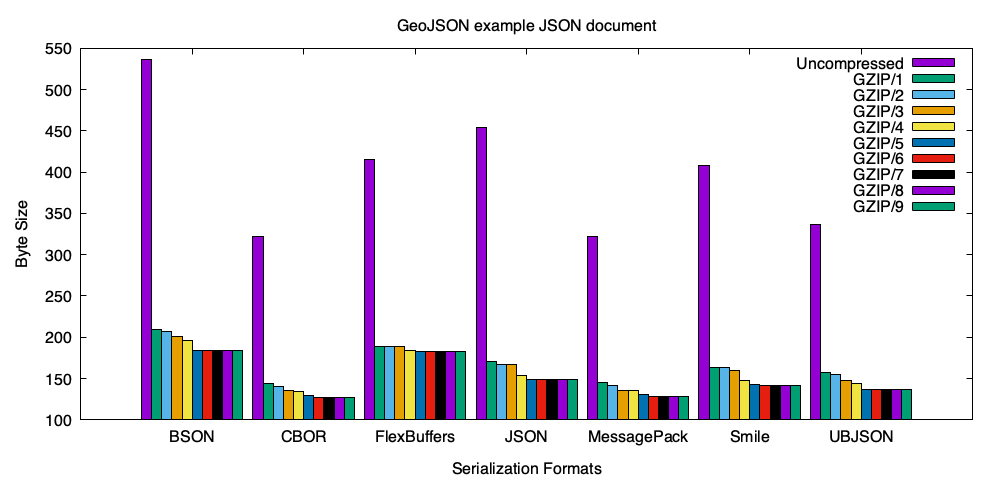 GeoJSON example JSON document
550
500
450
400
350
300
250
200
150
100
Byte Size
Uncompressed
GZIP/1
GZIP/2
GZIP/3
GZIP/4
GZIP/5
GZIP/6
GZIP/7
GZIP/8
GZIP/9
BSON CBOR FlexBuffers JSON MessagePack Smile UBJSON
Serialization Formats